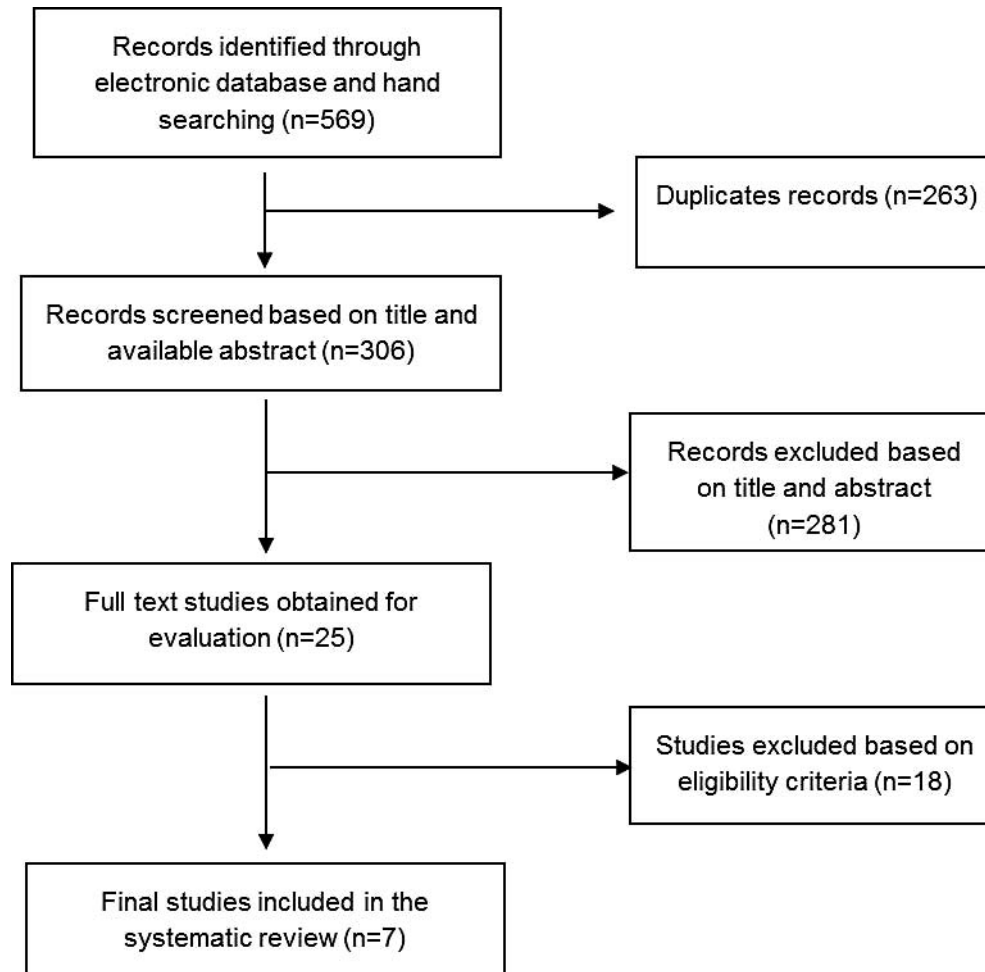 Records identified through
electronic database and hand
searching (n=569)
Duplicates records (n=263)
Records screened based on title and
available abstract (n=306)
Records excluded based
on title and abstract
(n=281)
Full text studies obtained for
evaluation (n=25)
Studies excluded based on
eligibility criteria (n=18)
Final studies included in the
systematic review (n=7)